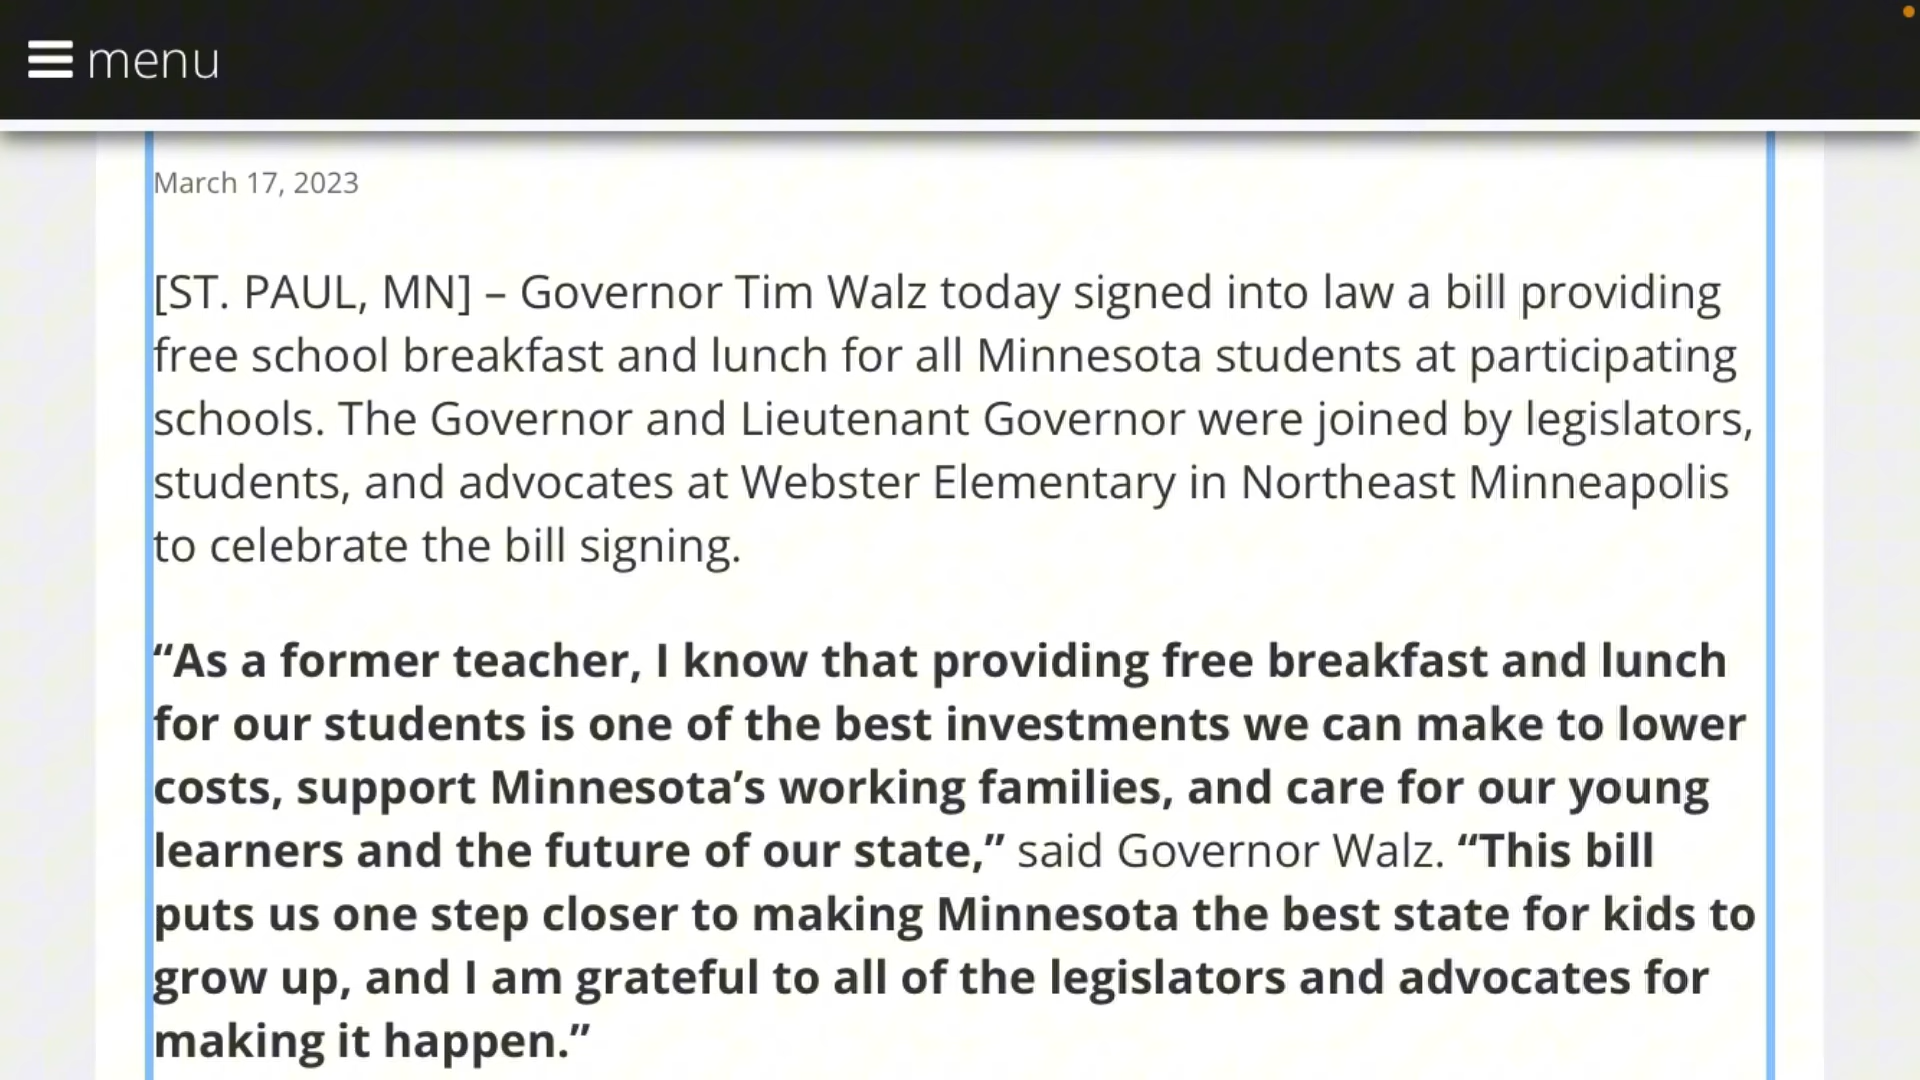 menu
March 17, 2023
[ST. PAUL, MN] – Governor Tim Walz today signed into law a bill providing
free school breakfast and lunch for all Minnesota students at participating
schools. The Governor and Lieutenant Governor were joined by legislators,
students, and advocates at Webster Elementary in Northeast Minneapolis
to celebrate the bill signing.
“As a former teacher, I know that providing free breakfast and lunch
for our students is one of the best investments we can make to lower
costs, support Minnesota’s working families, and care for our young
learners and the future of our state,” said Governor Walz. “This bill
puts us one step closer to making Minnesota the best state for kids to
grow up, and I am grateful to all of the legislators and advocates for
making it happen.”